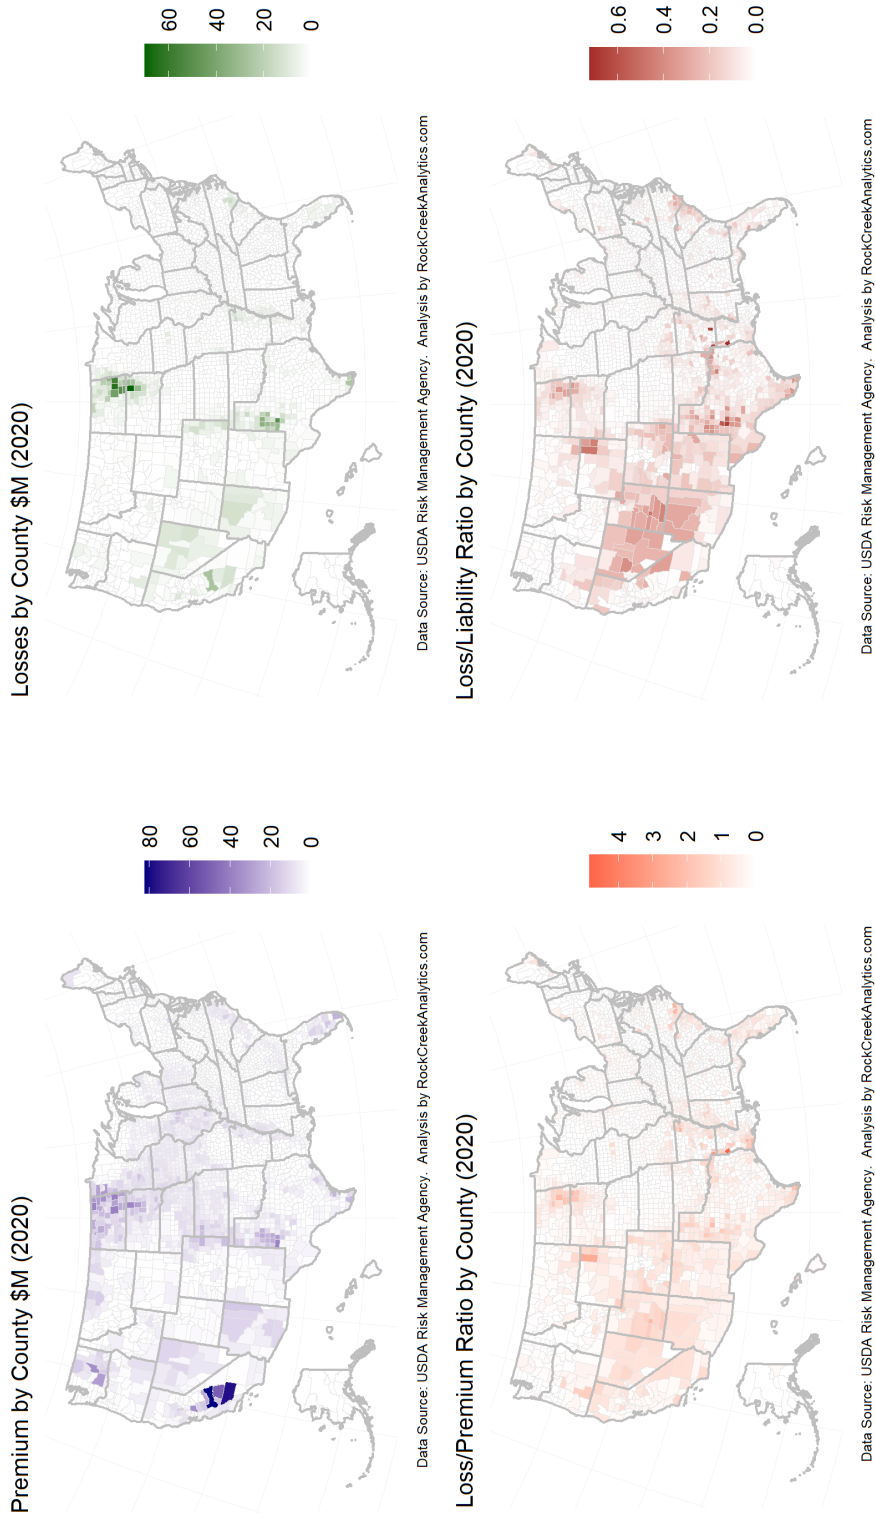 Premium by County $M (2020)
80
60
40
20
0
Data Source: USDA Risk Management Agency.  Analysis by RockCreekAnalytics.com
Losses by County $M (2020)
60
40
20
0
Data Source: USDA Risk Management Agency.  Analysis by RockCreekAnalytics.com
Loss/Premium Ratio by County (2020)
4
3
2
1
0
Data Source: USDA Risk Management Agency.  Analysis by RockCreekAnalytics.com
Loss/Liability Ratio by County (2020)
0.6
0.4
0.2
0.0
Data Source: USDA Risk Management Agency.  Analysis by RockCreekAnalytics.com